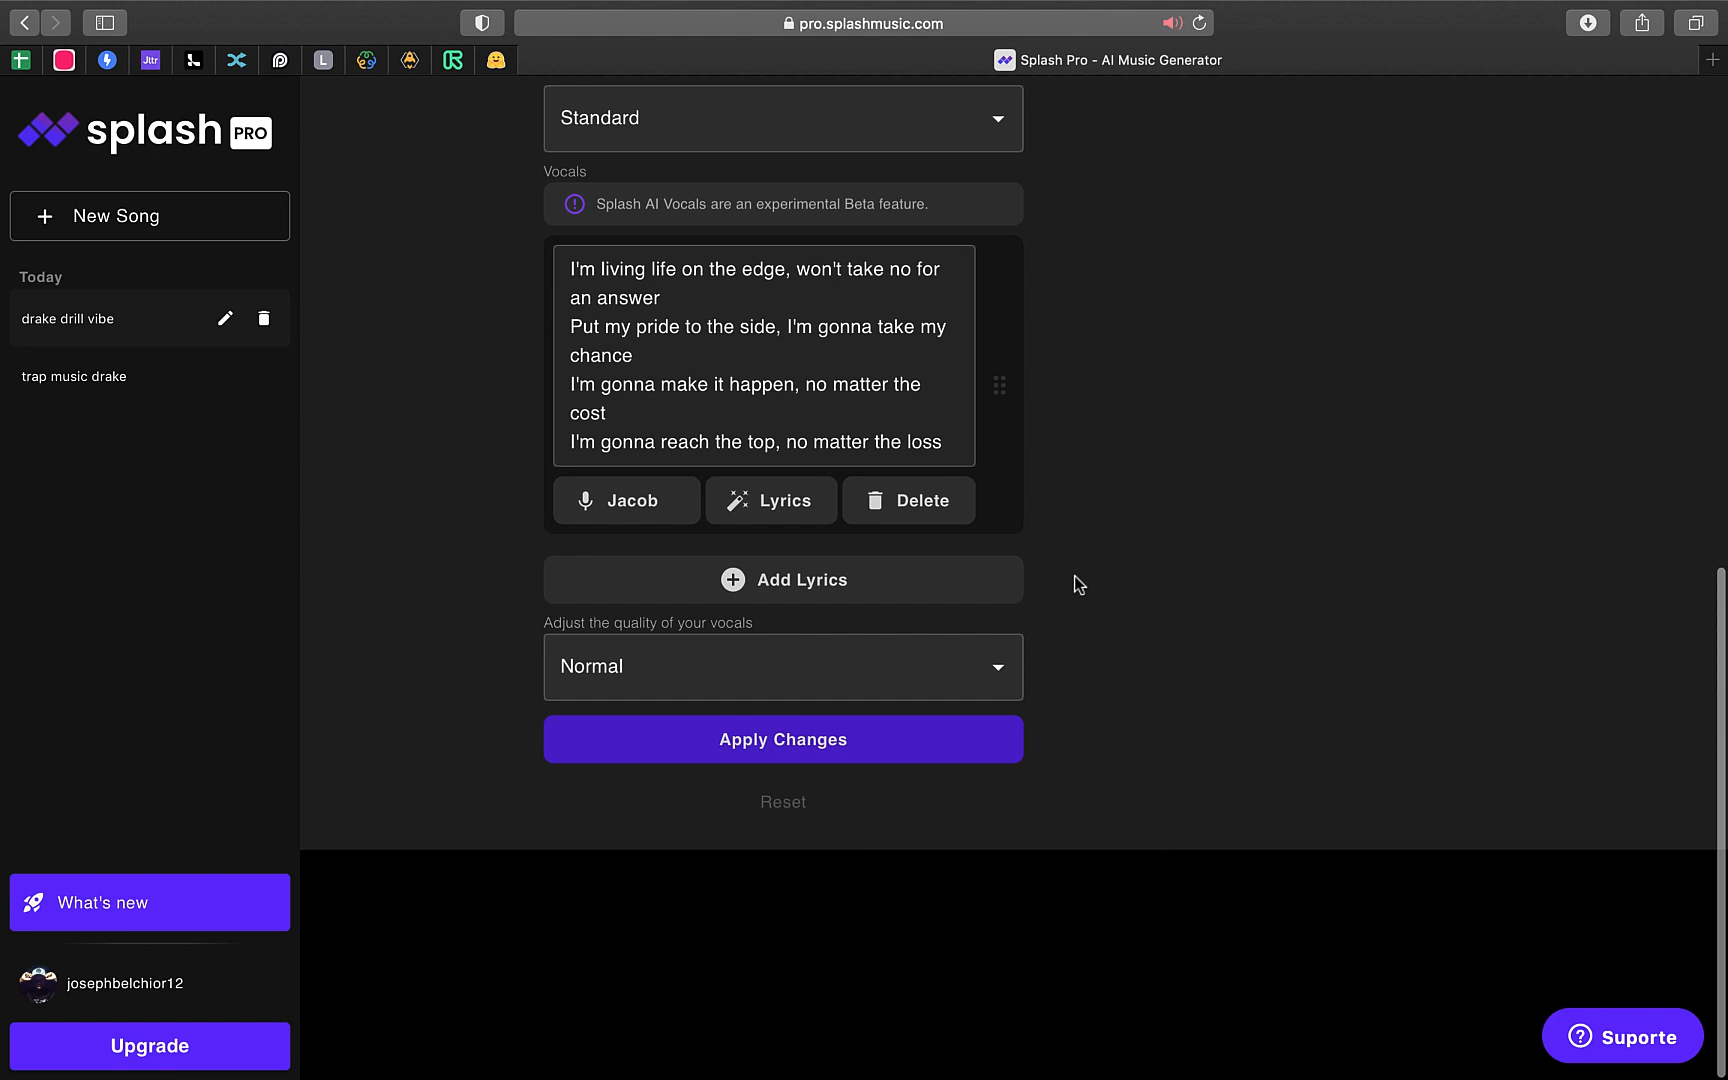 pro.splashmusic.com
Jttr
L
Splash Pro - AI Music Generator
splash PRO
New Song
Today
drake drill vibe
trap music drake
Standard
Vocals
Splash AI Vocals are an experimental Beta feature.
I'm living life on the edge, won't take no for
an answer
Put my pride to the side, I'm gonna take my
chance
I'm gonna make it happen, no matter the
cost
I'm gonna reach the top, no matter the loss
Jacob
Lyrics
Delete
Add Lyrics
Adjust the quality of your vocals
Normal
Apply Changes
Reset
What's new
josephbelchior12
Upgrade
Suporte